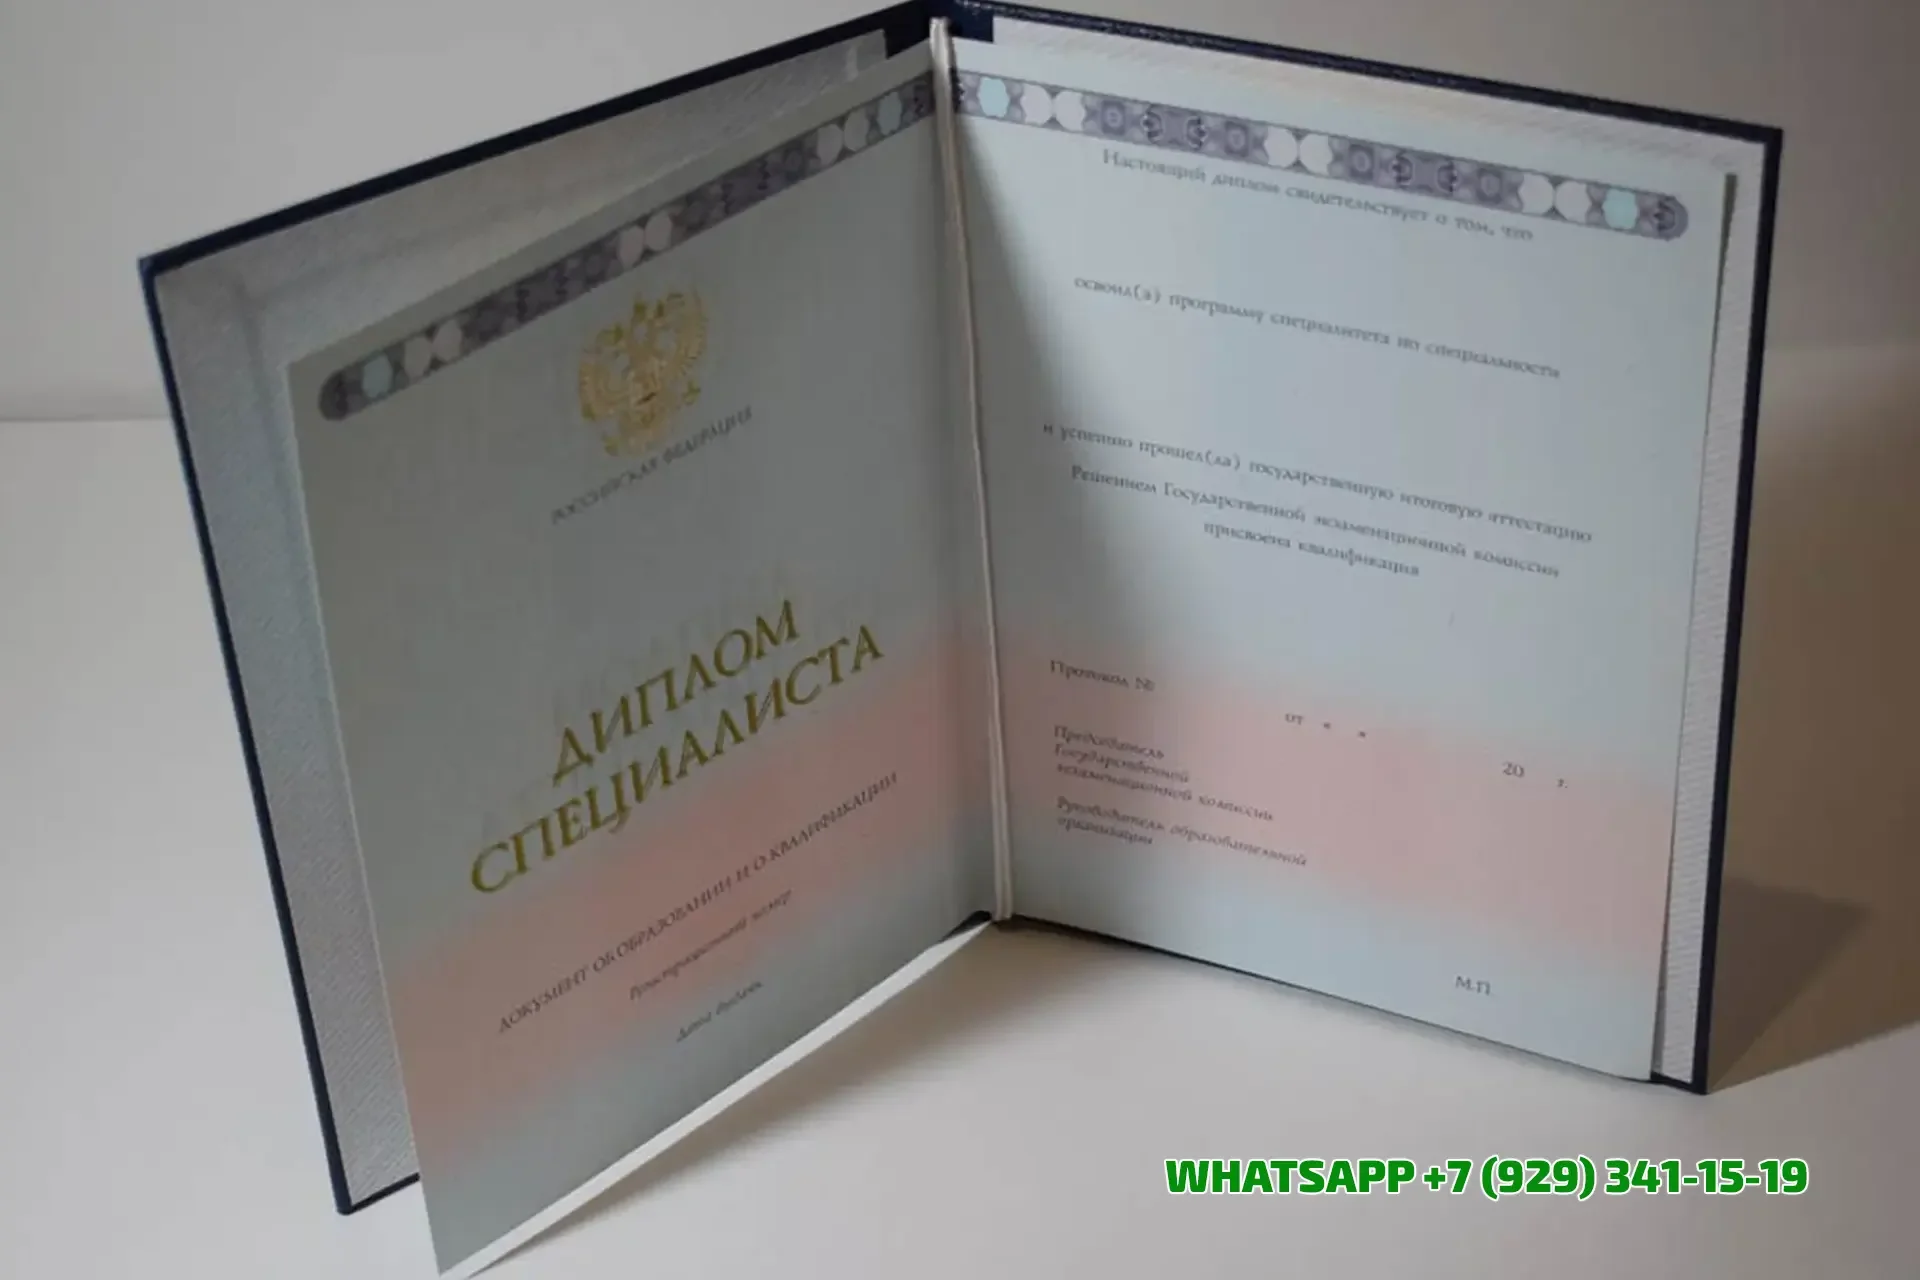 РОССИЙСКАЯ ФЕДЕРАЦИЯ
ДИПЛОМ
СПЕЦИАЛИСТА
ДОКУМЕНТ ОБ ОБРАЗОВАНИИ И О КВАЛИФИКАЦИИ
Регистрационный номер
Дата выдачи
Настоящий диплом свидетельствует о том, что
освоил(а) программу специалитета по специальности
и успешно прошел(ла) государственную итоговую аттестацию
Решением Государственной экзаменационной комиссии
присвоена квалификация
Протокол №
от « » 20 г.
Председатель
Государственной
экзаменационной комиссии
Руководитель образовательной
организации
М.П.
WHATSAPP +7 (929) 341-15-19